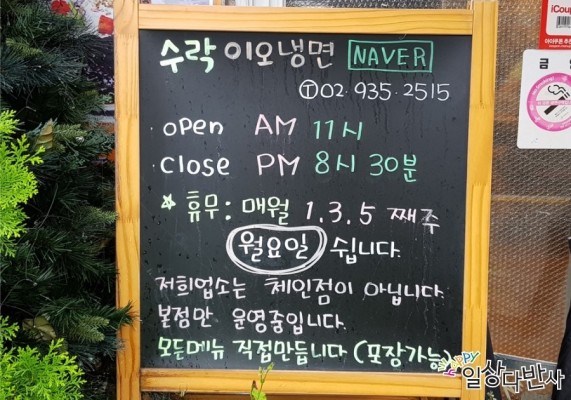 수락 이오냉면 NAVER
Ⓣ02.935.2515
open AM 11시
close PM 8시 30분
★ 휴무: 매월 1.3.5 째주
월요일 쉽니다.
저희업소는 체인점이 아닙니다.
본점만 운영중입니다.
모든메뉴 직접만듭니다 (포장가능)
iCoup
금
HAPPY
일상다반사